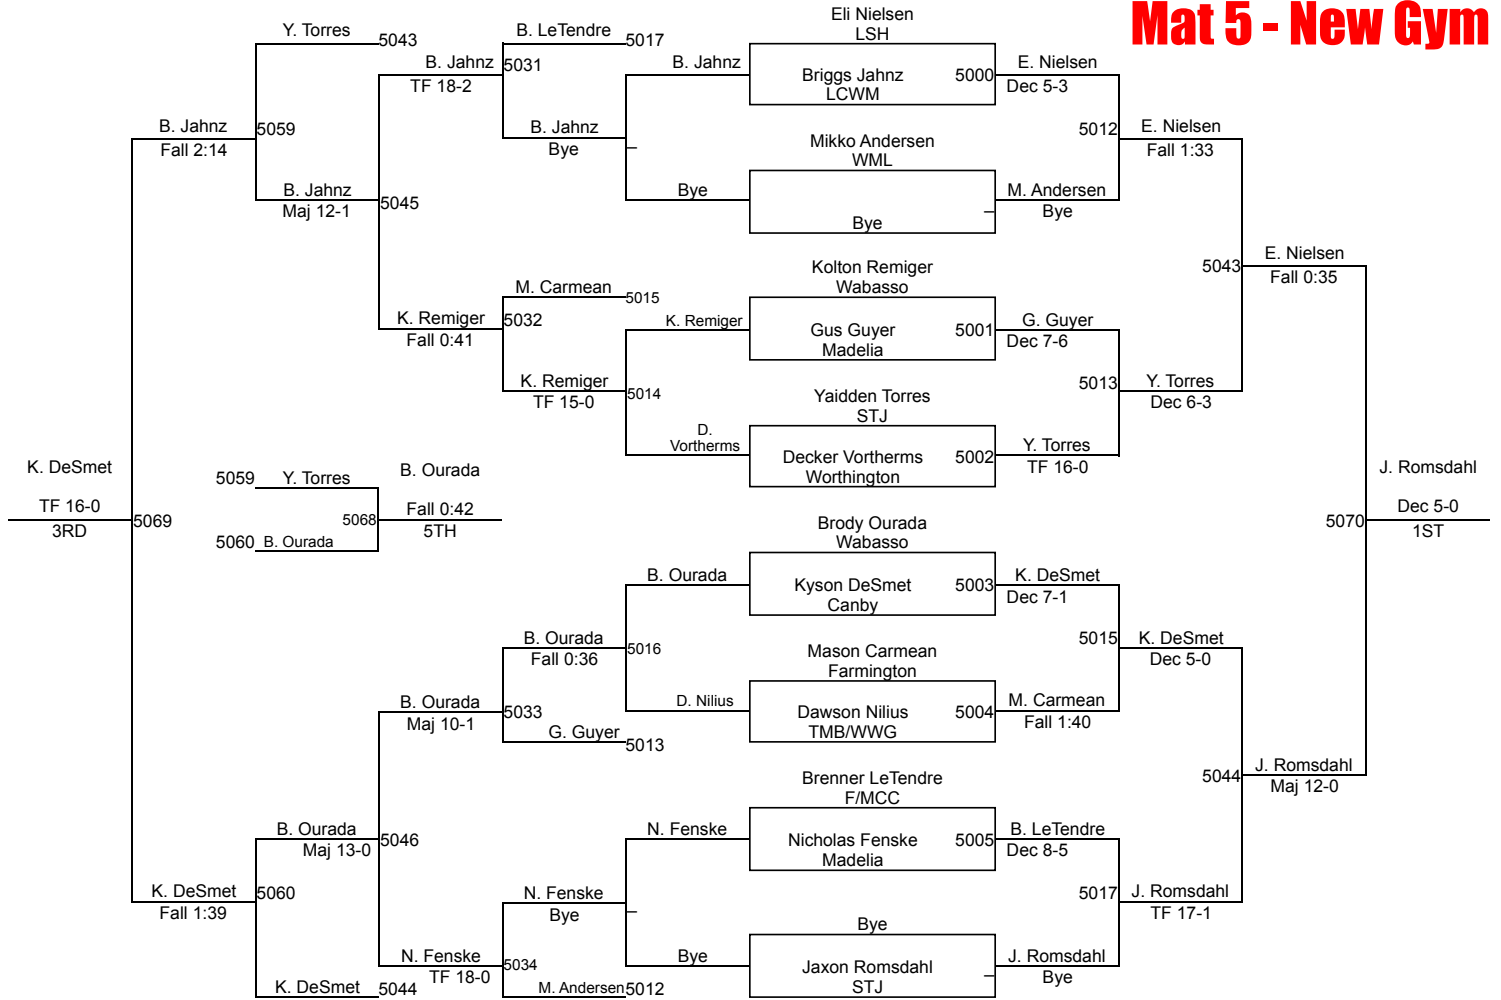 Mat 5 - New Gym
Eli Nielsen
LSH
Y. Torres
5043
B. LeTendre
5017
B. Jahnz
5031
B. Jahnz
Briggs Jahnz
5000
E. Nielsen
TF 18-2
LCWM
Dec 5-3
B. Jahnz
5059
B. Jahnz
5012
E. Nielsen
Fall 2:14
Bye
Mikko Andersen
Fall 1:33
WML
B. Jahnz
Bye
M. Andersen
Maj 12-1
5045
Bye
Bye
E. Nielsen
Kolton Remiger
5043
Fall 0:35
M. Carmean
5015
Wabasso
K. Remiger
5032
K. Remiger
Gus Guyer
5001
G. Guyer
Fall 0:41
Madelia
Dec 7-6
K. Remiger
5014
Yaidden Torres
5013
Y. Torres
TF 15-0
STJ
Dec 6-3
D.
Vortherms
Decker Vortherms
5002
Y. Torres
Worthington
TF 16-0
K. DeSmet
5059
Y. Torres
B. Ourada
J. Romsdahl
TF 16-0
5069
5068
Fall 0:42
5070
Dec 5-0
3RD
5060
B. Ourada
5TH
1ST
Brody Ourada
Wabasso
B. Ourada
Kyson DeSmet
5003
K. DeSmet
Canby
Dec 7-1
B. Ourada
5016
Mason Carmean
5015
K. DeSmet
Fall 0:36
Farmington
Dec 5-0
B. Ourada
5033
D. Nilius
Dawson Nilius
5004
M. Carmean
Maj 10-1
G. Guyer
5013
TMB/WWG
Fall 1:40
Brenner LeTendre
5044
J. Romsdahl
F/MCC
Maj 12-0
B. Ourada
5046
N. Fenske
Nicholas Fenske
5005
B. LeTendre
Maj 13-0
Madelia
Dec 8-5
K. DeSmet
5060
N. Fenske
5017
J. Romsdahl
Fall 1:39
Bye
Bye
TF 17-1
N. Fenske
5034
Bye
Jaxon Romsdahl
J. Romsdahl
TF 18-0
STJ
Bye
K. DeSmet
5044
M. Andersen
5012